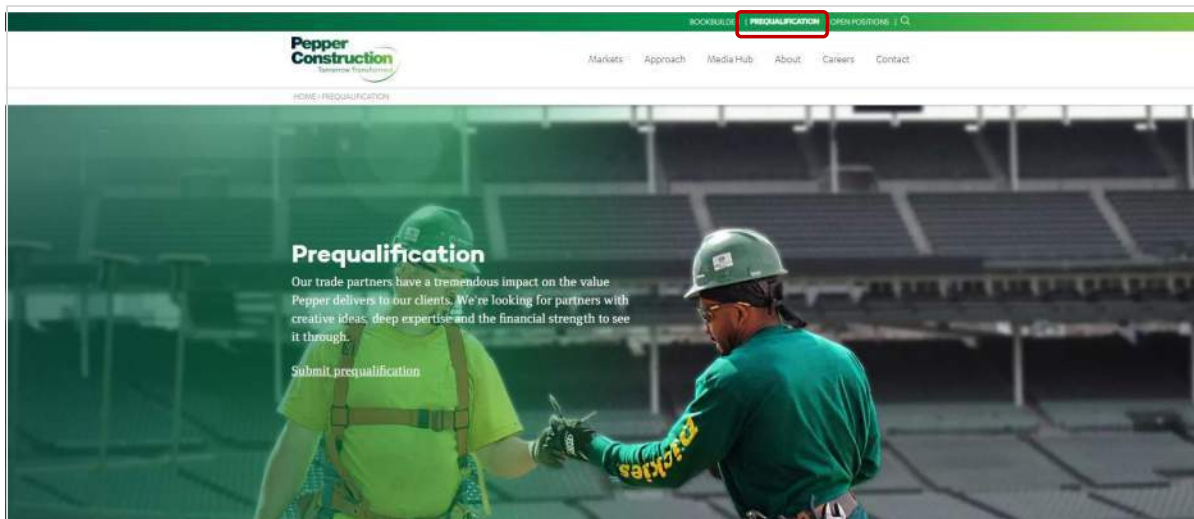 BOOKBUILDE | PREQUALIFICATION OPEN POSITIONS |
Pepper
Construction
Tomorrow Transformed
Markets Approach Media Hub About Careers Contact
HOME › PREQUALIFICATION
Prequalification
Our trade partners have a tremendous impact on the value
Pepper delivers to our clients. We're looking for partners with
creative ideas, deep expertise and the financial strength to see
it through.
Submit prequalification
Dickies